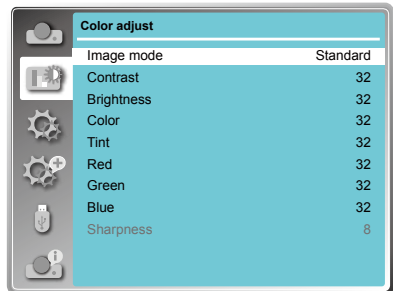 Color adjust
Image mode Standard
Contrast 32
Brightness 32
Color 32
Tint 32
Red 32
Green 32
Blue 32
Sharpness 8